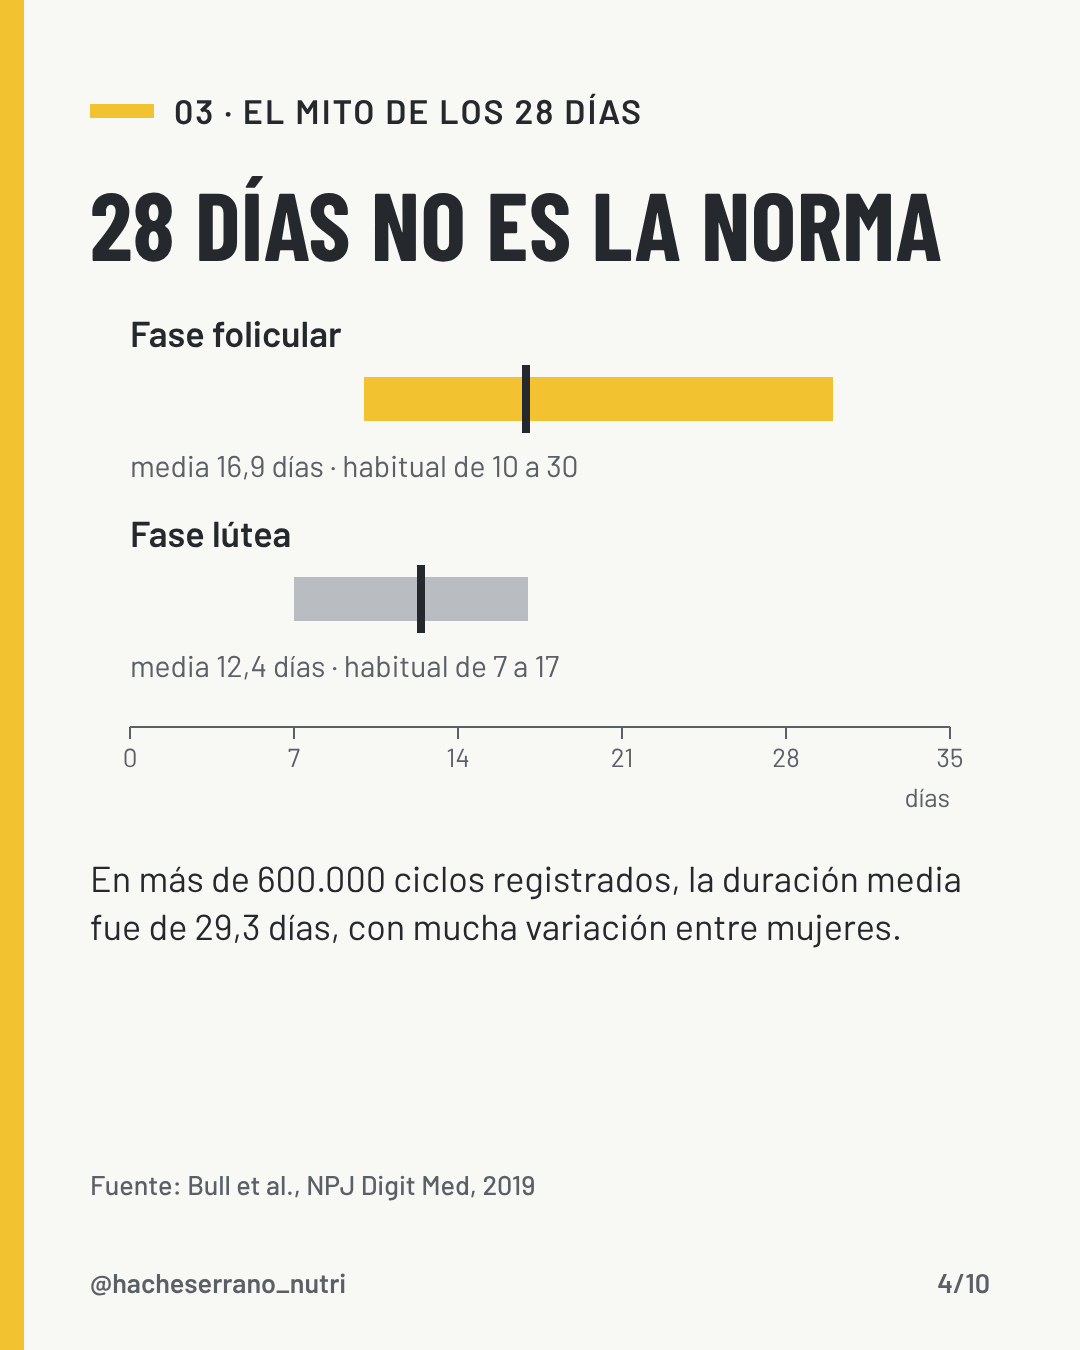 03 · EL MITO DE LOS 28 DÍAS
28 DÍAS NO ES LA NORMA
Fase folicular
media 16,9 días · habitual de 10 a 30
Fase lútea
media 12,4 días · habitual de 7 a 17
0 7 14 21 28 35
días
En más de 600.000 ciclos registrados, la duración media
fue de 29,3 días, con mucha variación entre mujeres.
Fuente: Bull et al., NPJ Digit Med, 2019
@hacheserrano_nutri 4/10